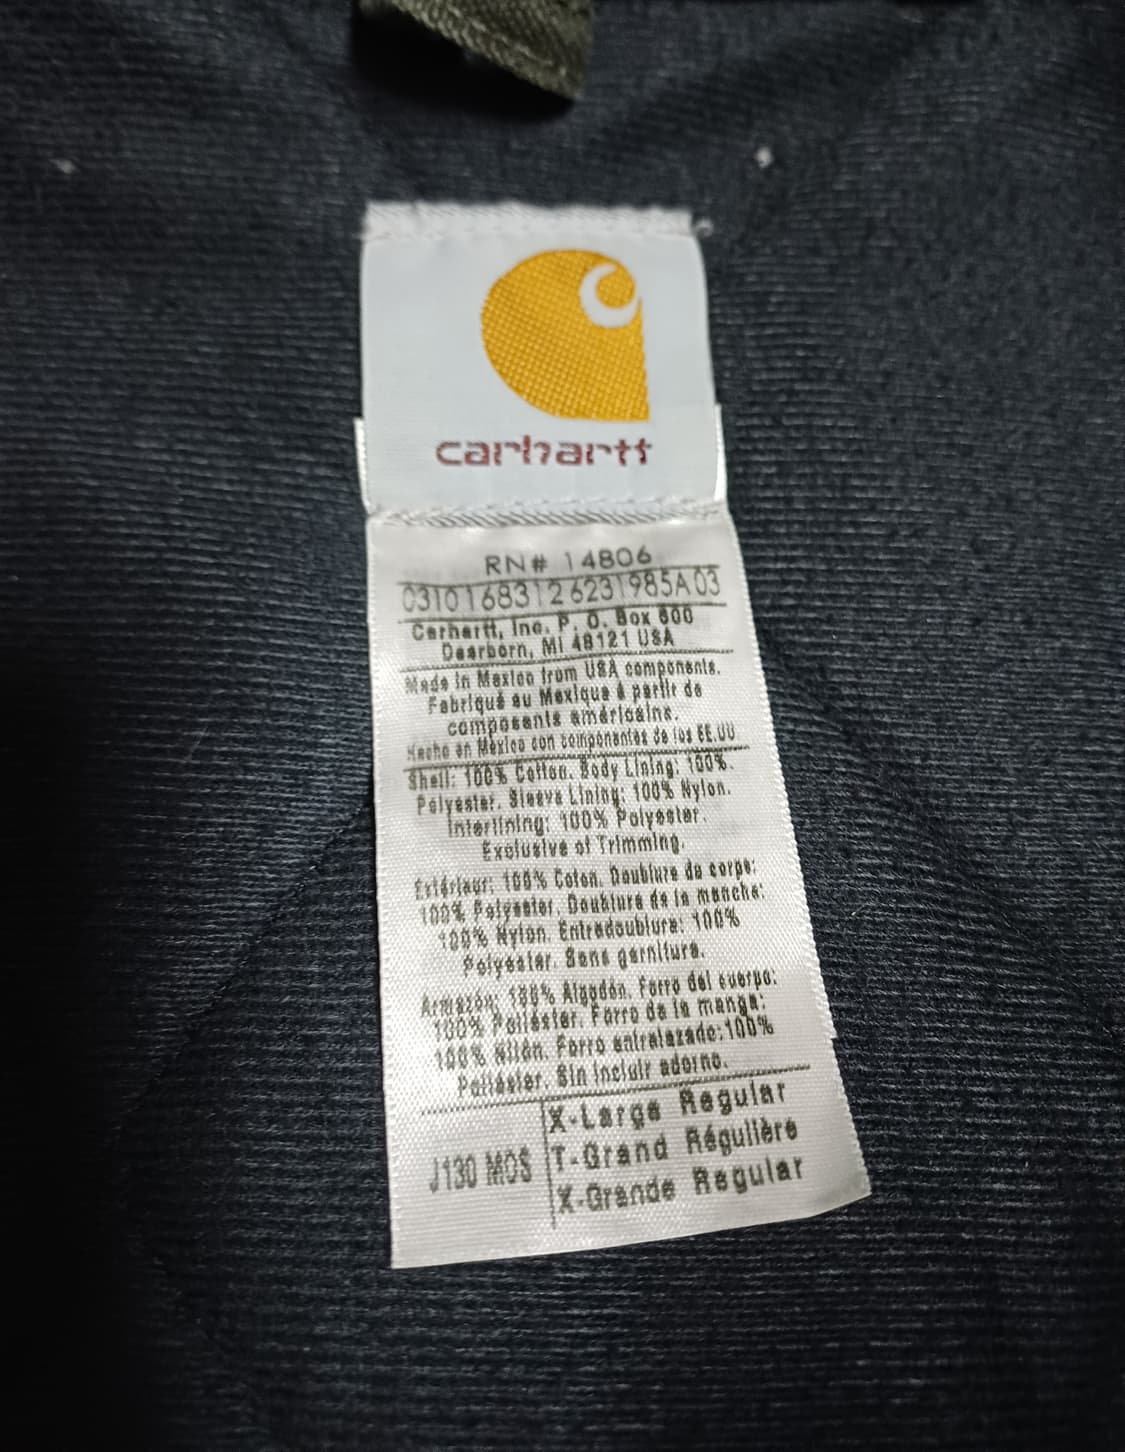 carhartt
RN# 14806
0310168312 6231985A 03
Carhartt, Inc. P. O. Box 600
Dearborn, MI 48121 USA
Made in Mexico from USA components.
Fabriqué au Mexique à partir de
composants américains.
Hecho en México con componentes de los EE.UU
Shell: 100% Cotton. Body Lining: 100%
Polyester. Sleeve Lining: 100% Nylon.
Interlining: 100% Polyester.
Exclusive of Trimming.
Extérieur: 100% Coton. Doublure du corps:
100% Polyester. Doublure de la manche:
100% Nylon. Entredoublure: 100%
Polyester. Sans garniture.
Armazón: 100% Algodón. Forro del cuerpo:
100% Poliéster. Forro de la manga:
100% Nilón. Forro entrelazado:100%
Poliéster. Sin incluir adorno.
J130 MOS
X-Large Regular
T-Grand Régulière
X-Grande Regular